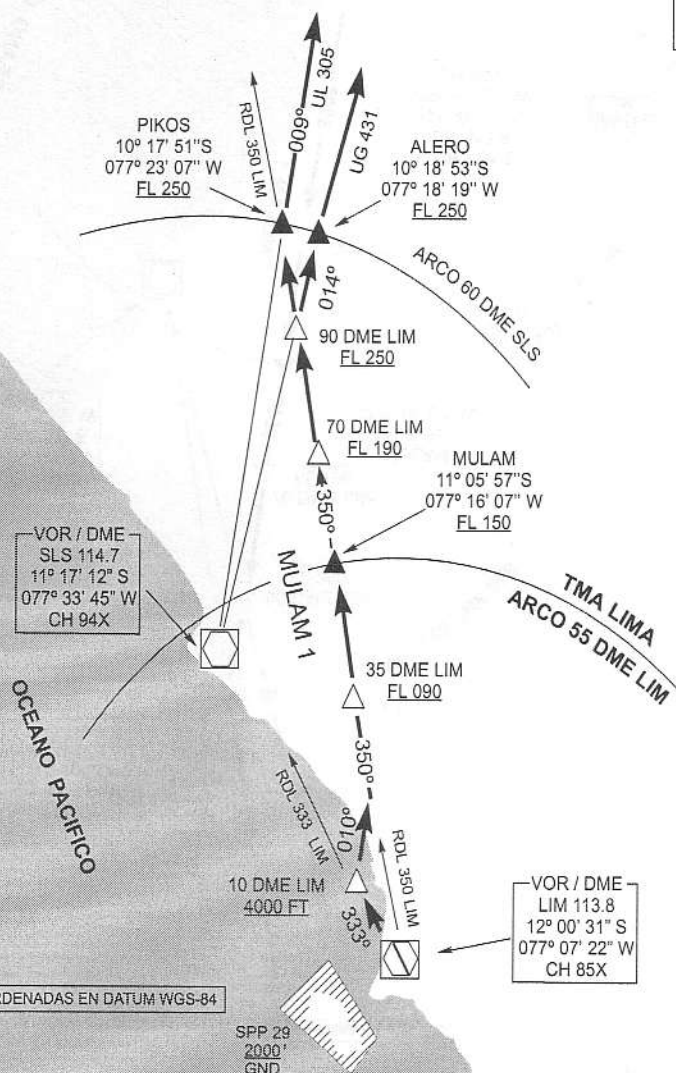 UL 305
009°
RDL 350 LIM
UG 431
PIKOS
10° 17' 51"S
077° 23' 07" W
FL 250
ALERO
10° 18' 53"S
077° 18' 19" W
FL 250
014°
ARCO 60 DME SLS
90 DME LIM
FL 250
70 DME LIM
FL 190
MULAM
11° 05' 57"S
077° 16' 07" W
FL 150
350°
VOR / DME
SLS 114.7
11° 17' 12" S
077° 33' 45" W
CH 94X
MULAM 1
TMA LIMA
ARCO 55 DME LIM
35 DME LIM
FL 090
OCEANO PACIFICO
350°
RDL 333 LIM
010°
RDL 350 LIM
10 DME LIM
4000 FT
333°
VOR / DME
LIM 113.8
12° 00' 31" S
077° 07' 22" W
CH 85X
RDENADAS EN DATUM WGS-84
SPP 29
2000'
GND